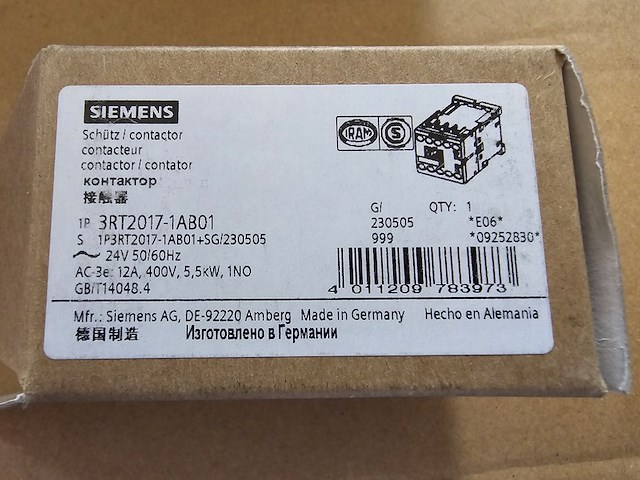 SIEMENS
Schütz / contactor
contacteur
contactor / contator
контактор
接触器
IRAM S
1P 3RT2017-1AB01
S 1P3RT2017-1AB01+SG/230505
24V 50/60Hz
AC-3e: 12A, 400V, 5,5kW, 1NO
GB/T14048.4
G/ QTY: 1
230505 *E06*
999 *09252830*
4 011209 783973
Mfr.: Siemens AG, DE-92220 Amberg Made in Germany Hecho en Alemania
德国制造 Изготовлено в Германии